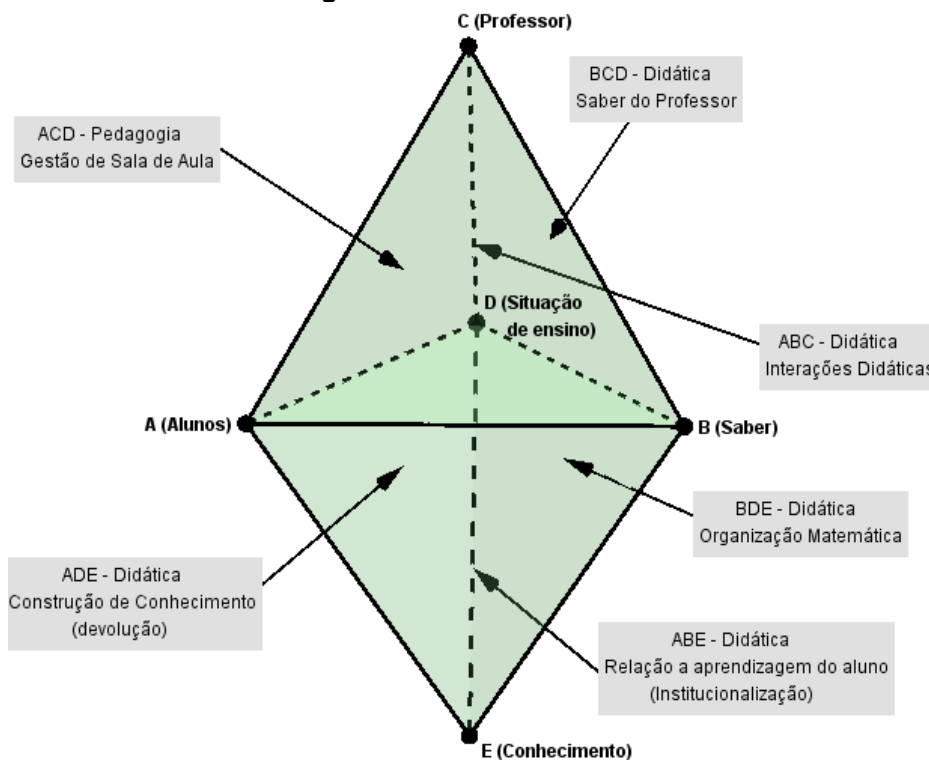 C (Professor)
BCD - Didática
Saber do Professor
ACD - Pedagogia
Gestão de Sala de Aula
D (Situação
de ensino)
ABC - Didática
Interações Didáticas
A (Alunos)
B (Saber)
BDE - Didática
Organização Matemática
ADE - Didática
Construção de Conhecimento
(devolução)
ABE - Didática
Relação a aprendizagem do aluno
(Institucionalização)
E (Conhecimento)